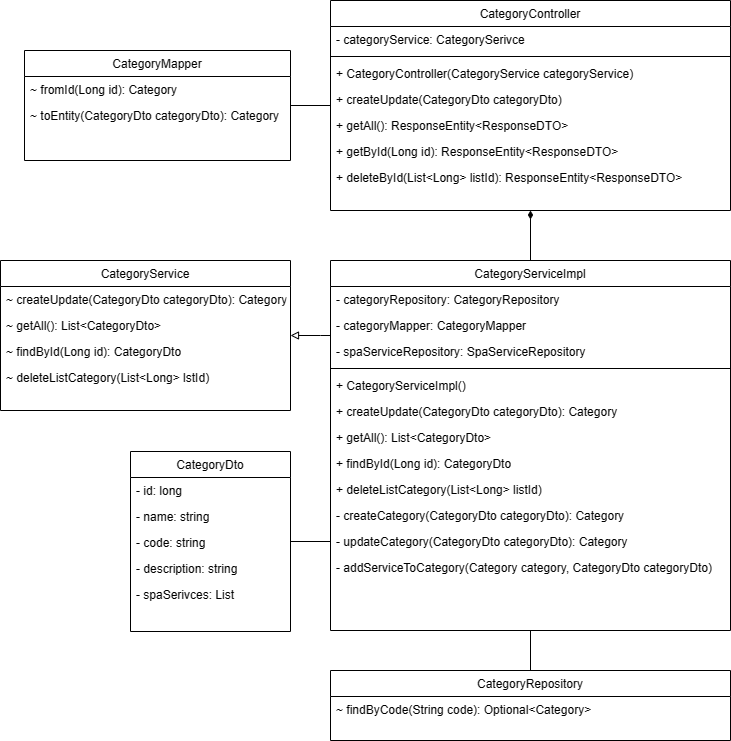 CategoryController
- categoryService: CategorySerivce
+ CategoryController(CategoryService categoryService)
+ createUpdate(CategoryDto categoryDto)
+ getAll(): ResponseEntity<ResponseDTO>
+ getById(Long id): ResponseEntity<ResponseDTO>
+ deleteById(List<Long> listId): ResponseEntity<ResponseDTO>
CategoryMapper
~ fromId(Long id): Category
~ toEntity(CategoryDto categoryDto): Category
CategoryService
~ createUpdate(CategoryDto categoryDto): Category
~ getAll(): List<CategoryDto>
~ findById(Long id): CategoryDto
~ deleteListCategory(List<Long> lstId)
CategoryServiceImpl
- categoryRepository: CategoryRepository
- categoryMapper: CategoryMapper
- spaServiceRepository: SpaServiceRepository
+ CategoryServiceImpl()
+ createUpdate(CategoryDto categoryDto): Category
+ getAll(): List<CategoryDto>
+ findById(Long id): CategoryDto
+ deleteListCategory(List<Long> listId)
- createCategory(CategoryDto categoryDto): Category
- updateCategory(CategoryDto categoryDto): Category
- addServiceToCategory(Category category, CategoryDto categoryDto)
CategoryDto
- id: long
- name: string
- code: string
- description: string
- spaSerivces: List
CategoryRepository
~ findByCode(String code): Optional<Category>